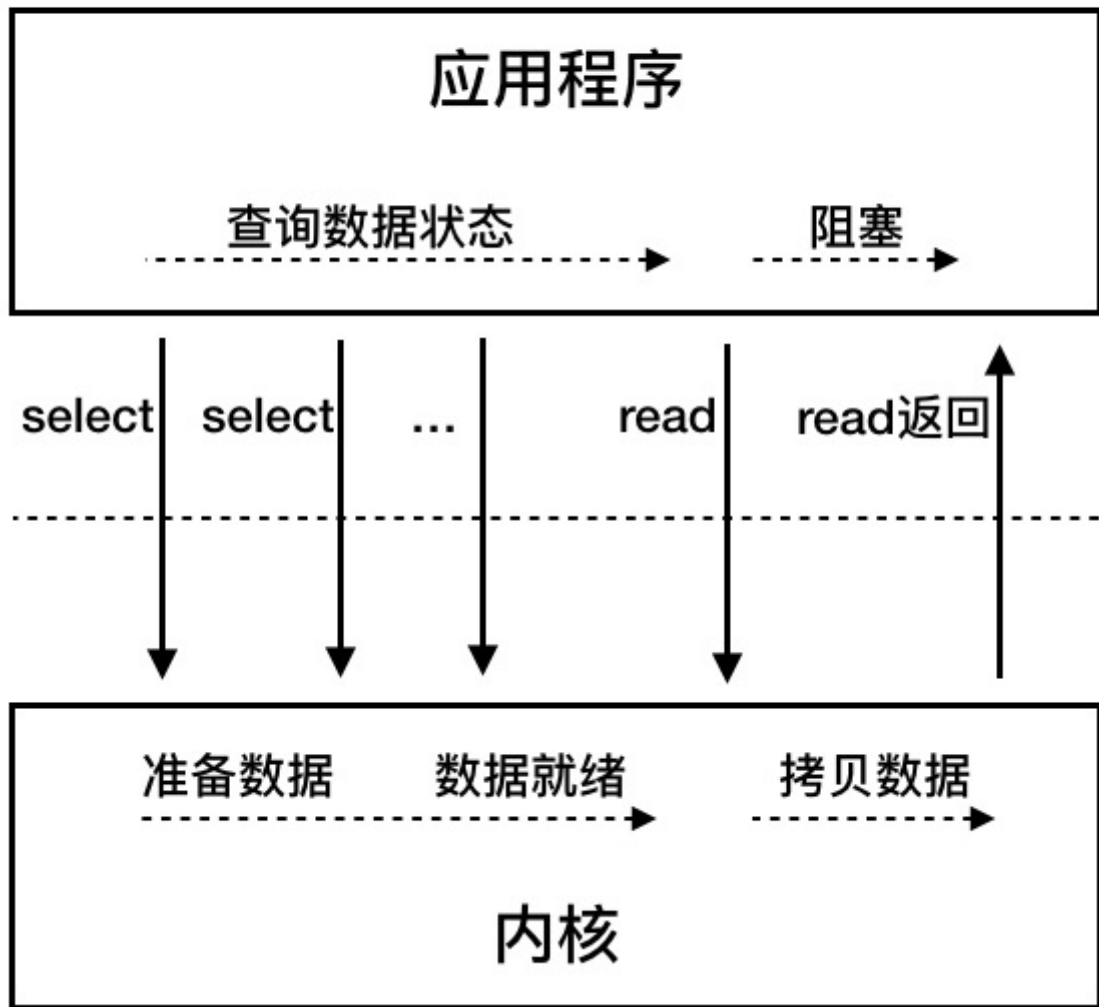 应用程序
查询数据状态 阻塞
select select ... read read返回
准备数据 数据就绪 拷贝数据
内核